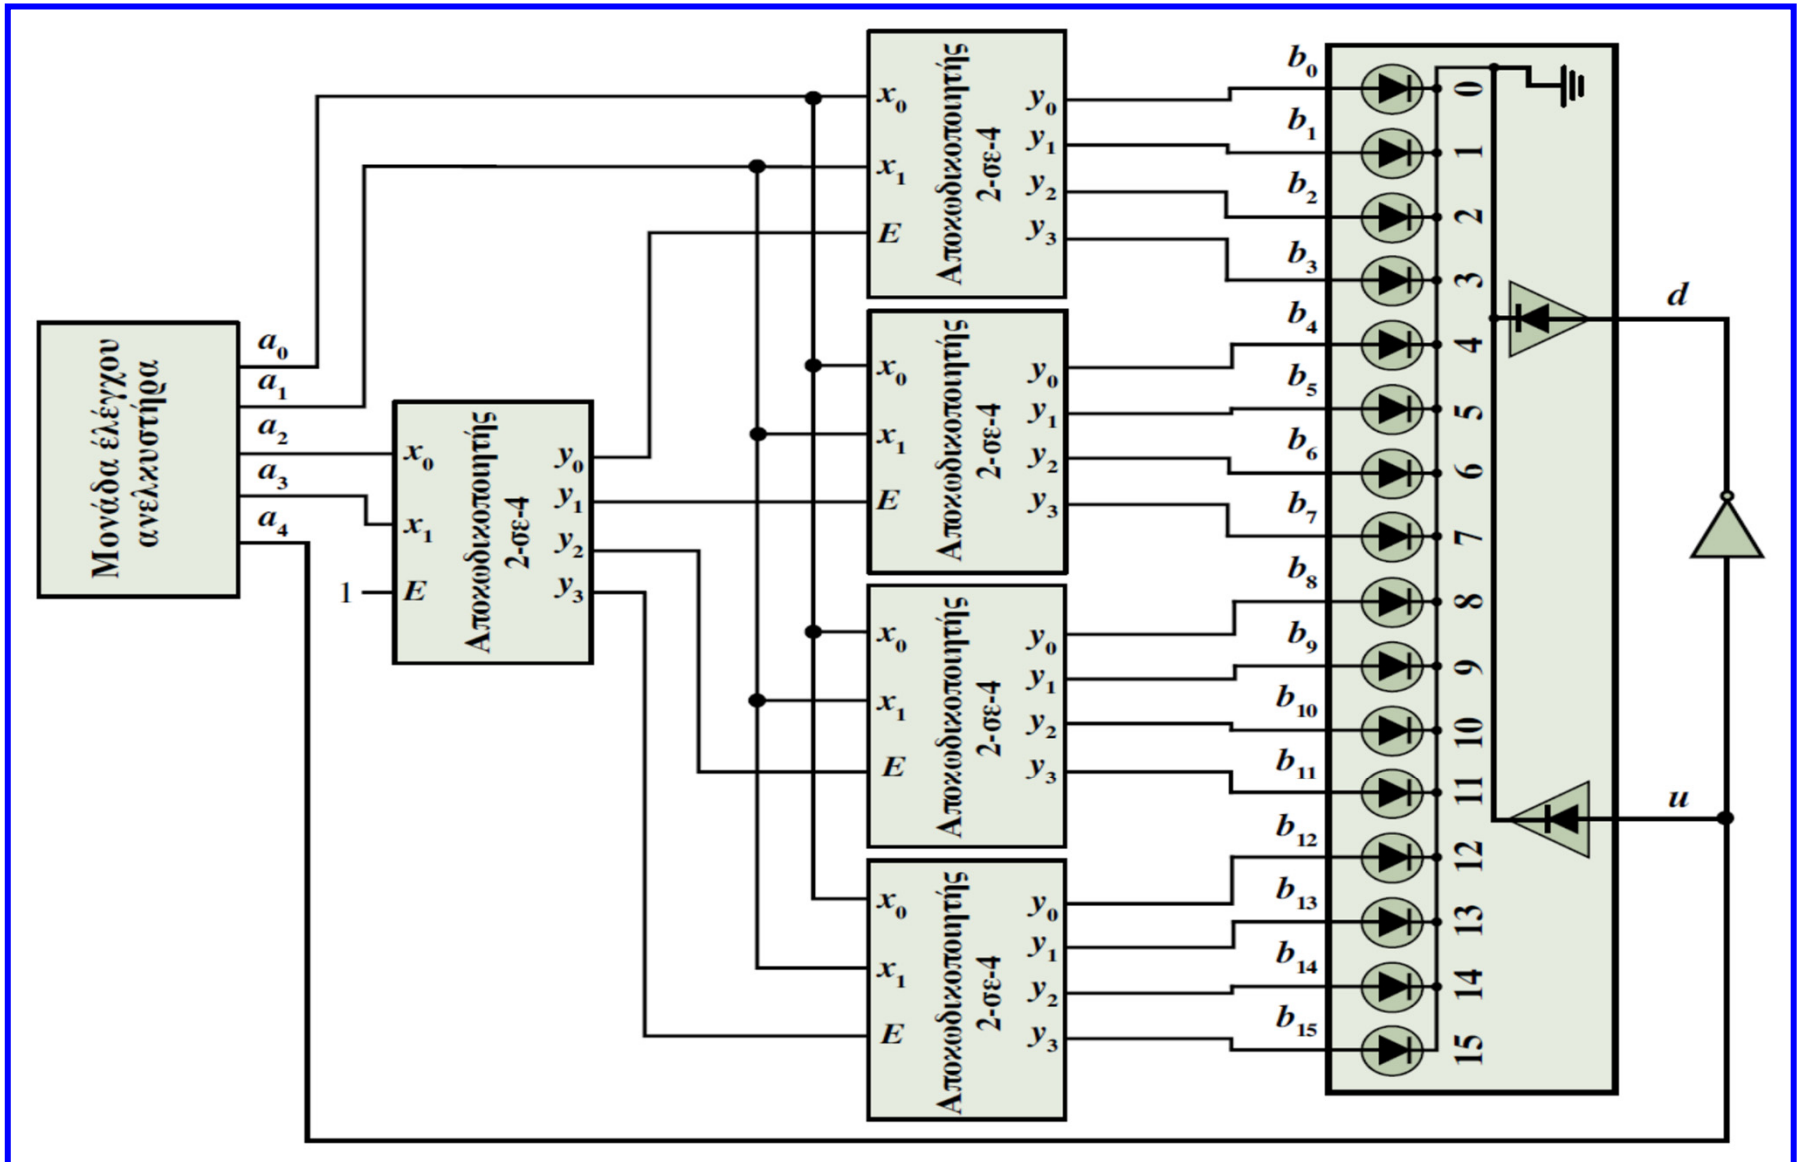 Μονάδα έλέγχου
ανελκυστήρα
a0
a1
a2
a3
a4
x0
x1
1
E
Αποκωδικοποιητής
2-σε-4
y0
y1
y2
y3
x0
x1
E
Αποκωδικοποιητής
2-σε-4
y0
y1
y2
y3
x0
x1
E
Αποκωδικοποιητής
2-σε-4
y0
y1
y2
y3
x0
x1
E
Αποκωδικοποιητής
2-σε-4
y0
y1
y2
y3
x0
x1
E
Αποκωδικοποιητής
2-σε-4
y0
y1
y2
y3
b0
b1
b2
b3
b4
b5
b6
b7
b8
b9
b10
b11
b12
b13
b14
b15
0
1
2
3
4
5
6
7
8
9
10
11
12
13
14
15
d
u